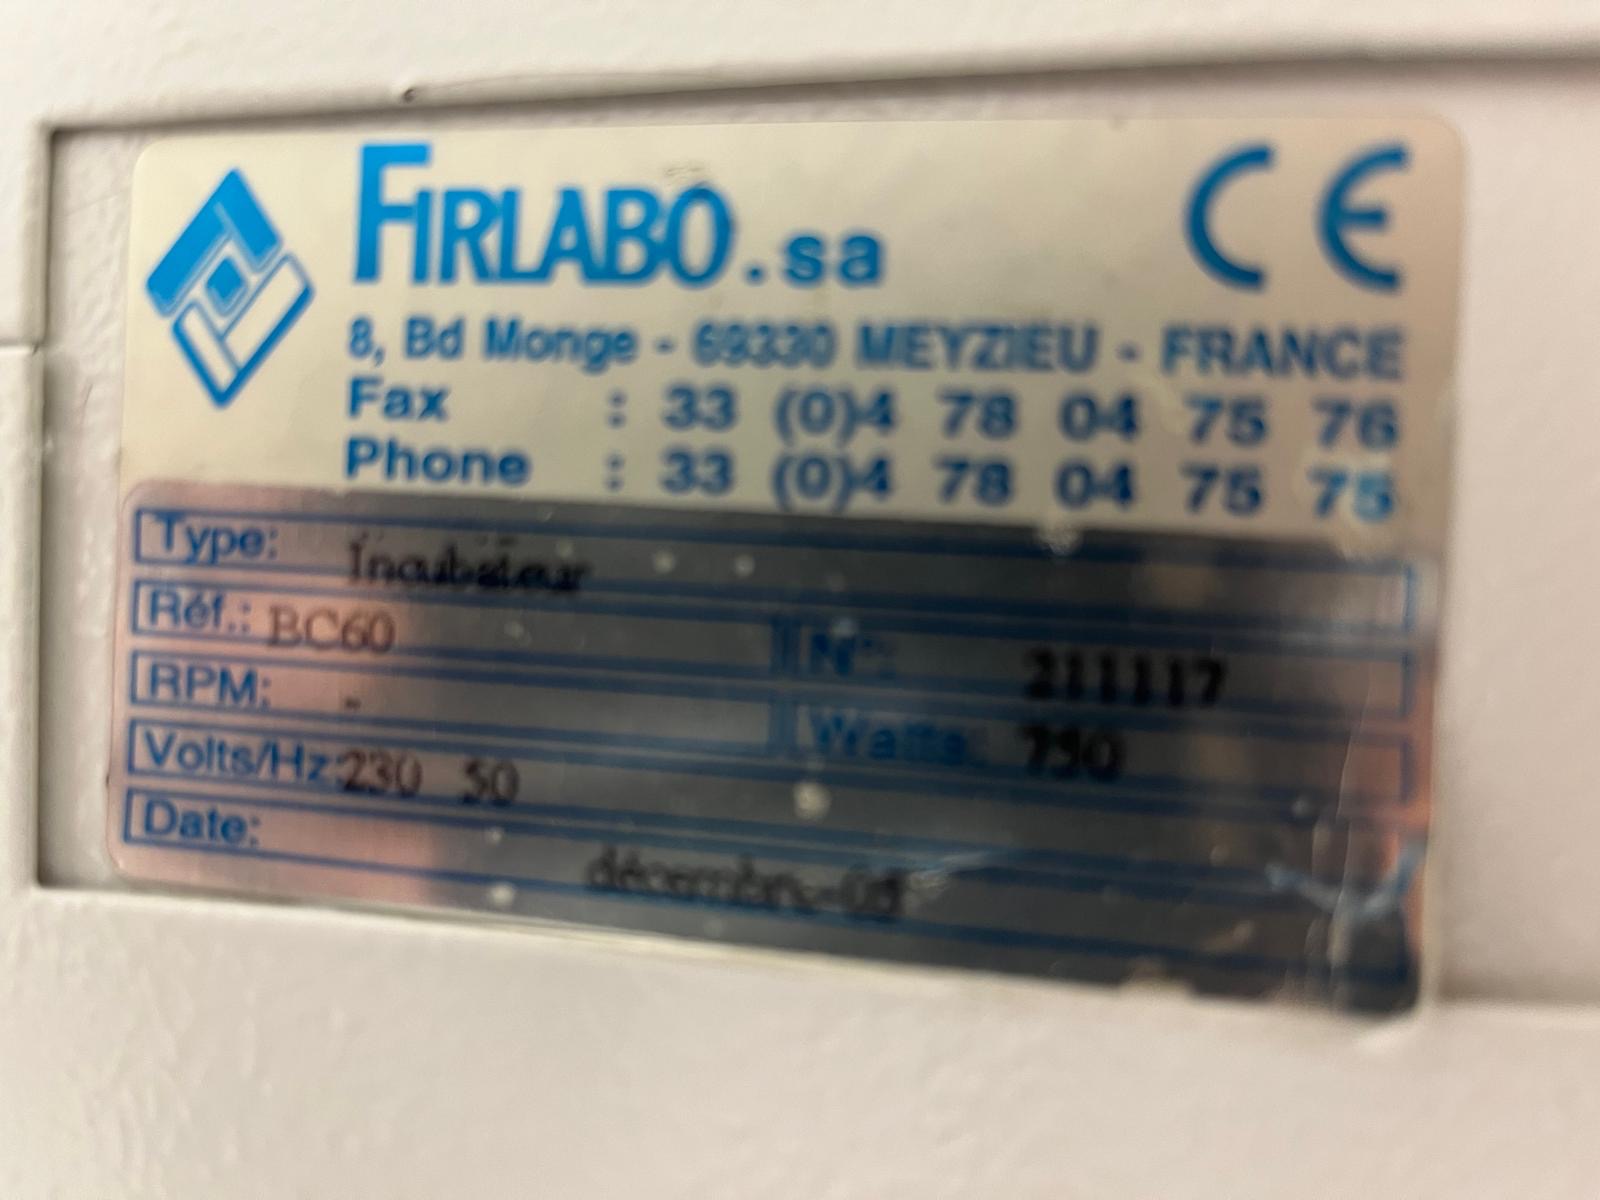 FIRLABO.sa
CE
8, Bd Monge - 69330 MEYZIEU - FRANCE
Fax : 33 (0)4 78 04 75 76
Phone : 33 (0)4 78 04 75 75
Type: Incubateur
Réf.: BC60 N°: 211117
RPM: - Watts: 750
Volts/Hz: 230 50
Date: